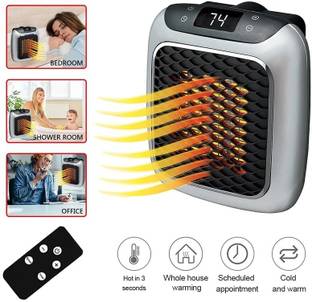 74
BEDROOM
SHOWER ROOM
OFFICE
Hot in 3
seconds
Whole house
warming
Scheduled
appointment
Cold
and warm